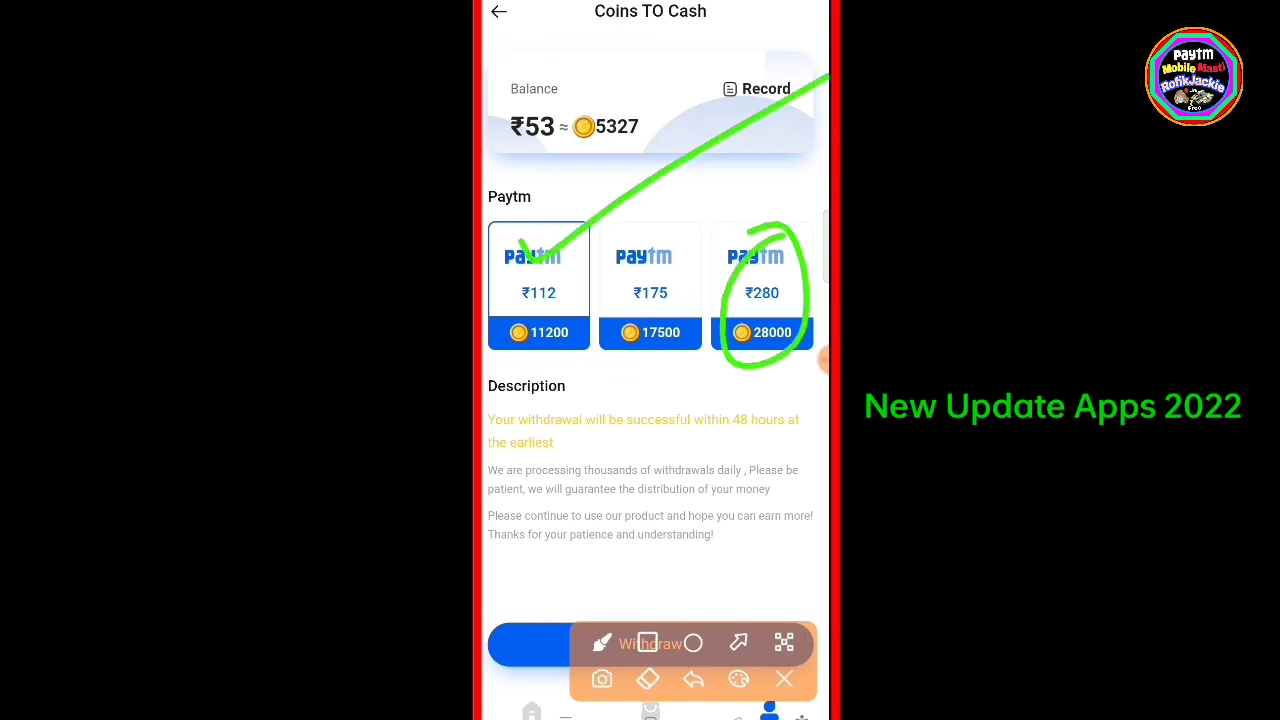 Coins TO Cash
Balance
Record
₹53 ≈ 5327
Paytm
paytm
paytm
paytm
₹112
₹175
₹280
11200
17500
28000
Description
Your withdrawal will be successful within 48 hours at
the earliest
We are processing thousands of withdrawals daily , Please be
patient, we will guarantee the distribution of your money
Please continue to use our product and hope you can earn more!
Thanks for your patience and understanding!
Withdraw
Paytm
Mobile Masti
RofikJackie
Free
New Update Apps 2022